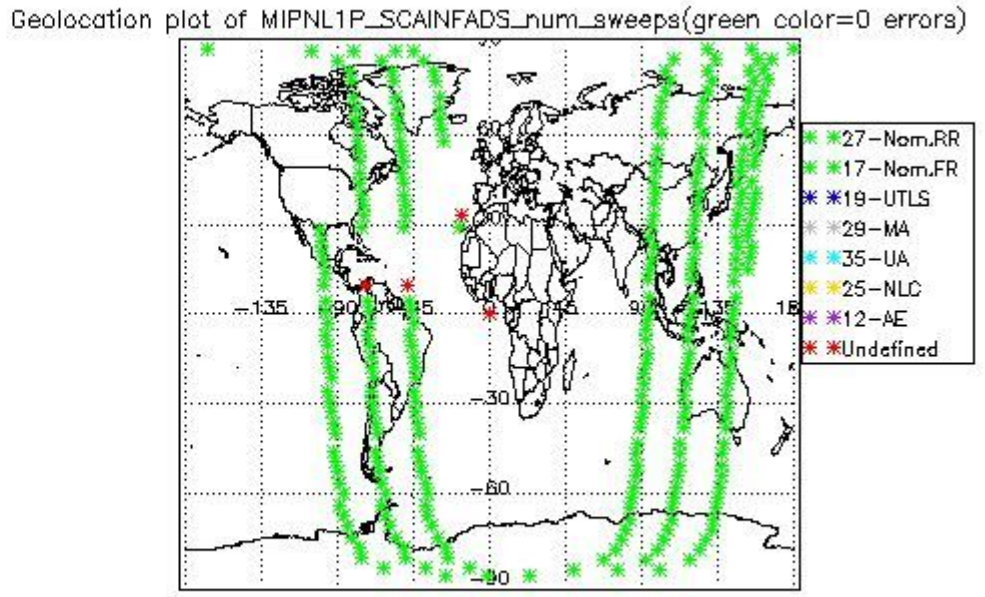 Geolocation plot of MIPNL1P_SCAINFADS_num_sweeps(green color=0 errors)
27-Nom.RR
17-Nom.FR
19-UTLS
29-MA
35-UA
25-NLC
12-AE
Undefined
60
-135 -90 -45 45 90 135
-30
-60
-90